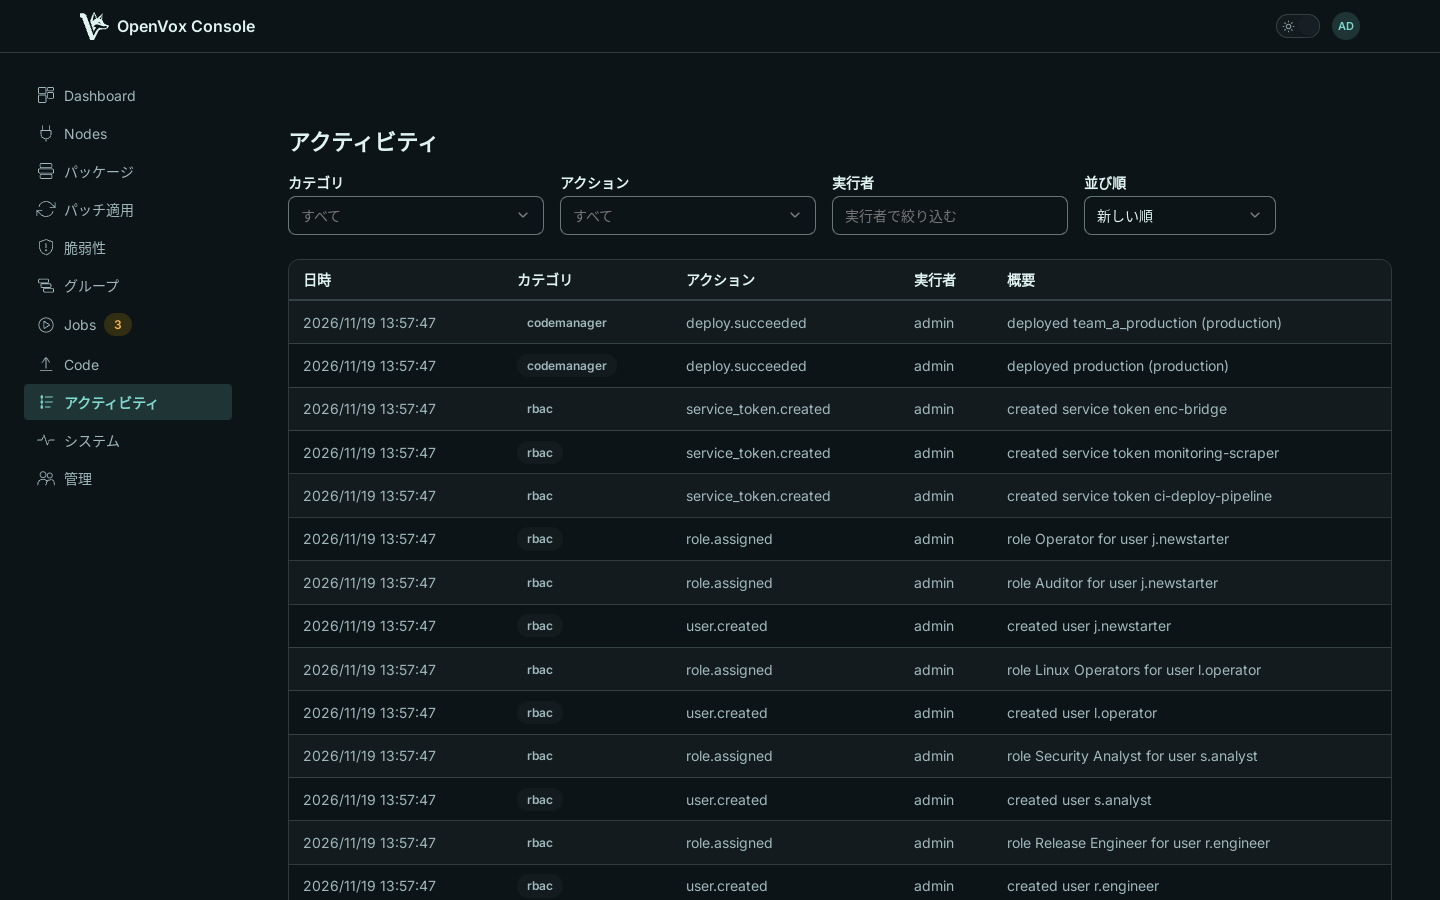 OpenVox Console
AD
Dashboard
Nodes
パッケージ
パッチ適用
脆弱性
グループ
Jobs 3
Code
アクティビティ
システム
管理
アクティビティ
カテゴリ アクション 実行者 並び順
すべて すべて 実行者で絞り込む 新しい順
日時 カテゴリ アクション 実行者 概要
2026/11/19 13:57:47 codemanager deploy.succeeded admin deployed team_a_production (production)
2026/11/19 13:57:47 codemanager deploy.succeeded admin deployed production (production)
2026/11/19 13:57:47 rbac service_token.created admin created service token enc-bridge
2026/11/19 13:57:47 rbac service_token.created admin created service token monitoring-scraper
2026/11/19 13:57:47 rbac service_token.created admin created service token ci-deploy-pipeline
2026/11/19 13:57:47 rbac role.assigned admin role Operator for user j.newstarter
2026/11/19 13:57:47 rbac role.assigned admin role Auditor for user j.newstarter
2026/11/19 13:57:47 rbac user.created admin created user j.newstarter
2026/11/19 13:57:47 rbac role.assigned admin role Linux Operators for user l.operator
2026/11/19 13:57:47 rbac user.created admin created user l.operator
2026/11/19 13:57:47 rbac role.assigned admin role Security Analyst for user s.analyst
2026/11/19 13:57:47 rbac user.created admin created user s.analyst
2026/11/19 13:57:47 rbac role.assigned admin role Release Engineer for user r.engineer
2026/11/19 13:57:47 rbac user.created admin created user r.engineer